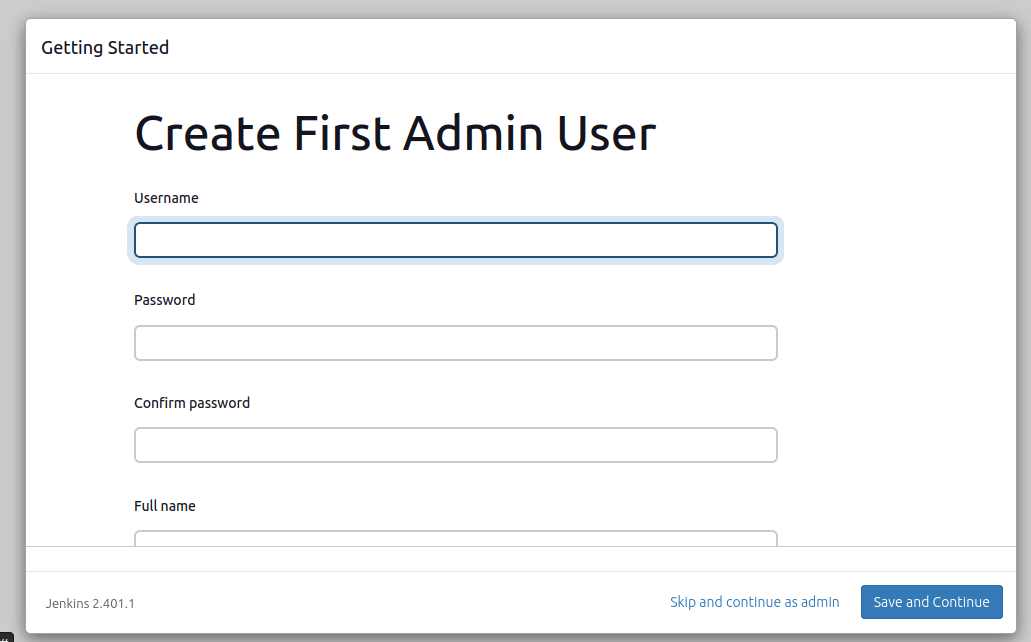 Getting Started
Create First Admin User
Username
Password
Confirm password
Full name
Jenkins 2.401.1
Skip and continue as admin
Save and Continue